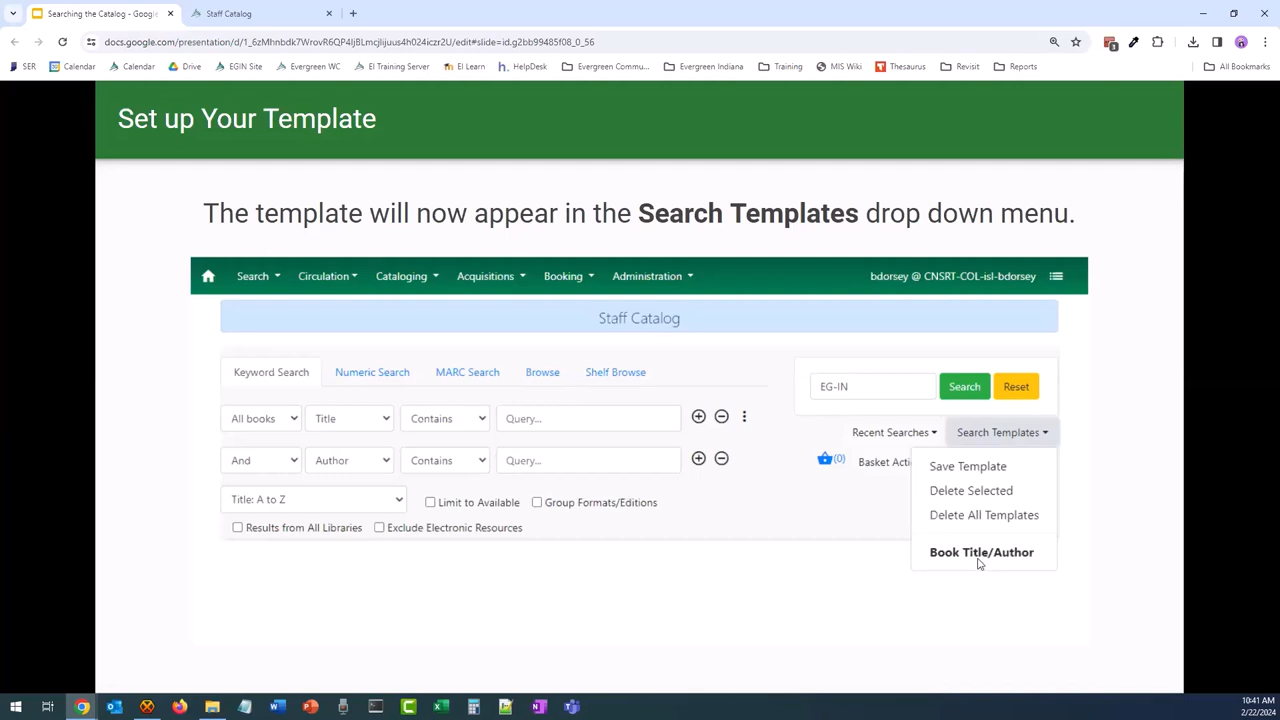 Searching the Catalog - Google
Staff Catalog
docs.google.com/presentation/d/1_6zMhnbdk7WrovR6QP4ljBLmcjlijuus4h024iczr2U/edit#slide=id.g2bb99485f08_0_56
SER
Calendar
Calendar
Drive
EGIN Site
Evergreen WC
EI Training Server
EI Learn
HelpDesk
Evergreen Commu...
Evergreen Indiana
Training
MIS Wiki
Thesaurus
Revisit
Reports
All Bookmarks
Set up Your Template
The template will now appear in the Search Templates drop down menu.
Search Circulation Cataloging Acquisitions Booking Administration bdorsey @ CNSRT-COL-isl-bdorsey
Staff Catalog
Keyword Search Numeric Search MARC Search Browse Shelf Browse
EG-IN Search Reset
All books Title Contains Query...
Recent Searches Search Templates
And Author Contains Query...
(0) Basket Acti
Save Template
Delete Selected
Delete All Templates
Book Title/Author
Title: A to Z Limit to Available Group Formats/Editions
Results from All Libraries Exclude Electronic Resources
10:41 AM
2/22/2024